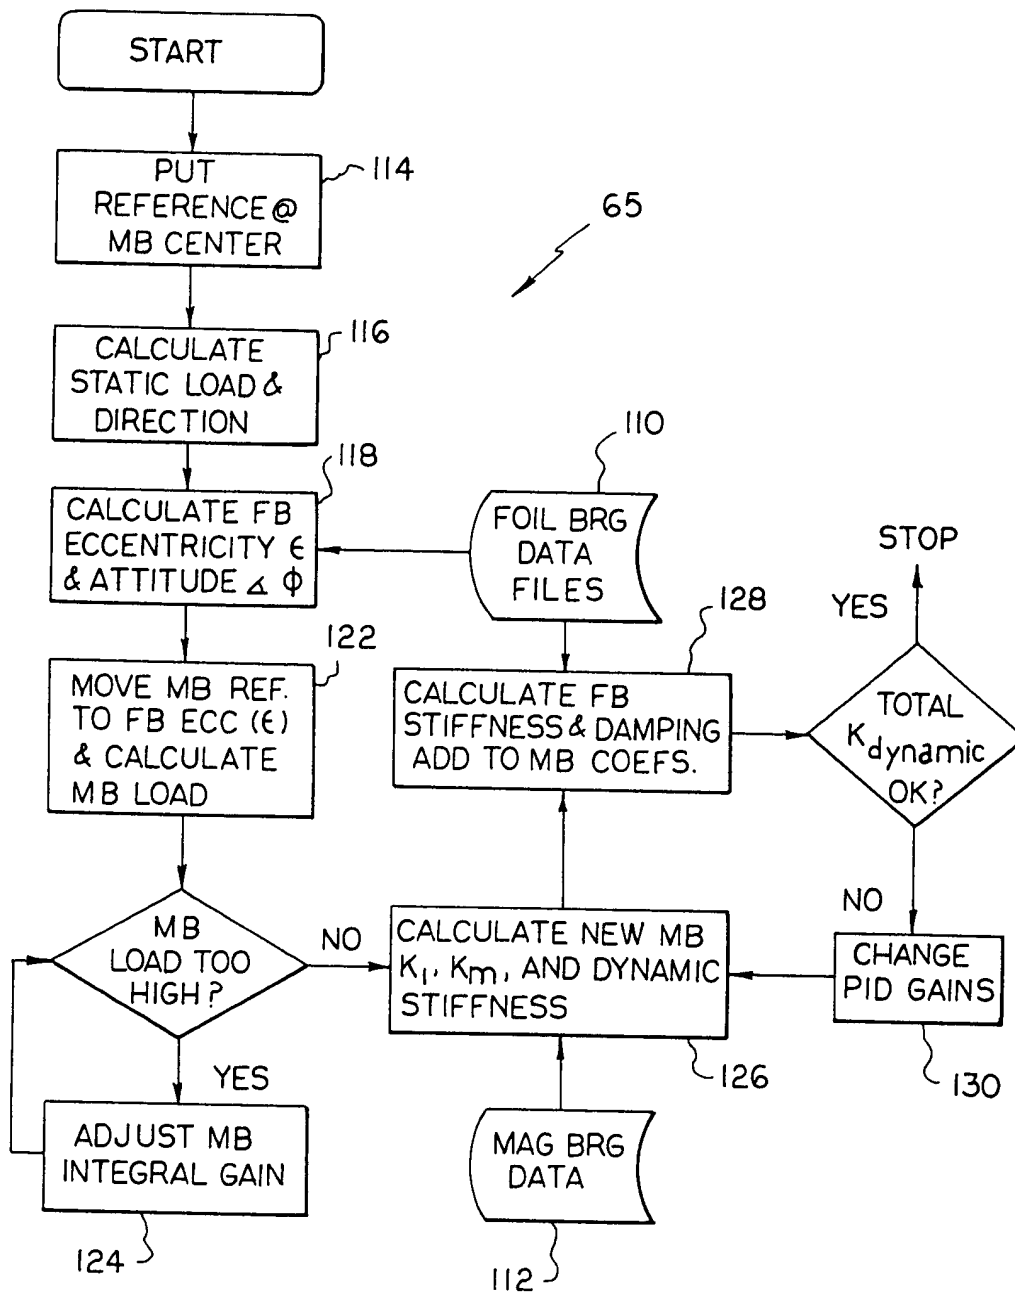 START
PUT
REFERENCE @
MB CENTER
114
65
CALCULATE
STATIC LOAD &
DIRECTION
116
CALCULATE FB
ECCENTRICITY ϵ
& ATTITUDE ∡ ϕ
118
FOIL BRG
DATA
FILES
110
MOVE MB REF.
TO FB ECC (ϵ)
& CALCULATE
MB LOAD
122
CALCULATE FB
STIFFNESS & DAMPING
ADD TO MB COEFS.
128
STOP
YES
TOTAL
K dynamic
OK?
NO
MB
LOAD TOO
HIGH?
NO
YES
CALCULATE NEW MB
Ki, Km, AND DYNAMIC
STIFFNESS
126
CHANGE
PID GAINS
130
ADJUST MB
INTEGRAL GAIN
124
MAG BRG
DATA
112